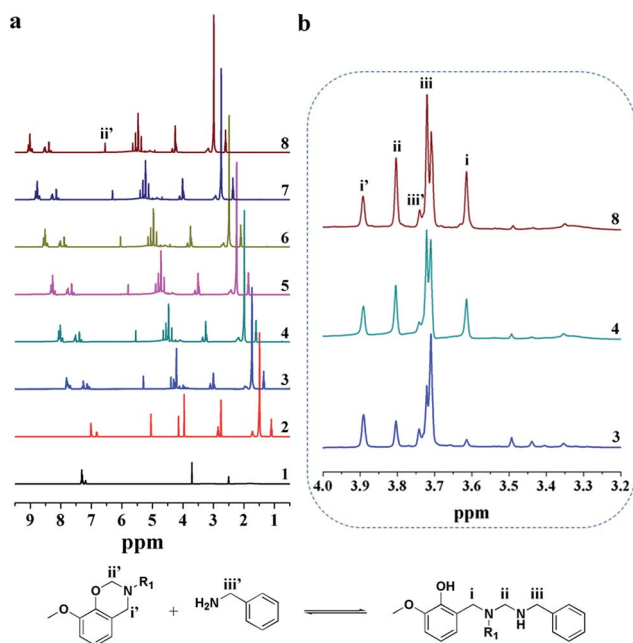 a
b
ii'
8
7
6
5
4
3
2
1
9 8 7 6 5 4 3 2 1
ppm
iii
ii
i
i'
iii'
8
4
3
4.0 3.9 3.8 3.7 3.6 3.5 3.4 3.3 3.2
ppm
ii'
O
N
R1
O
i'
+
iii'
H2N
OH
i
ii
iii
O
N
NH
R1